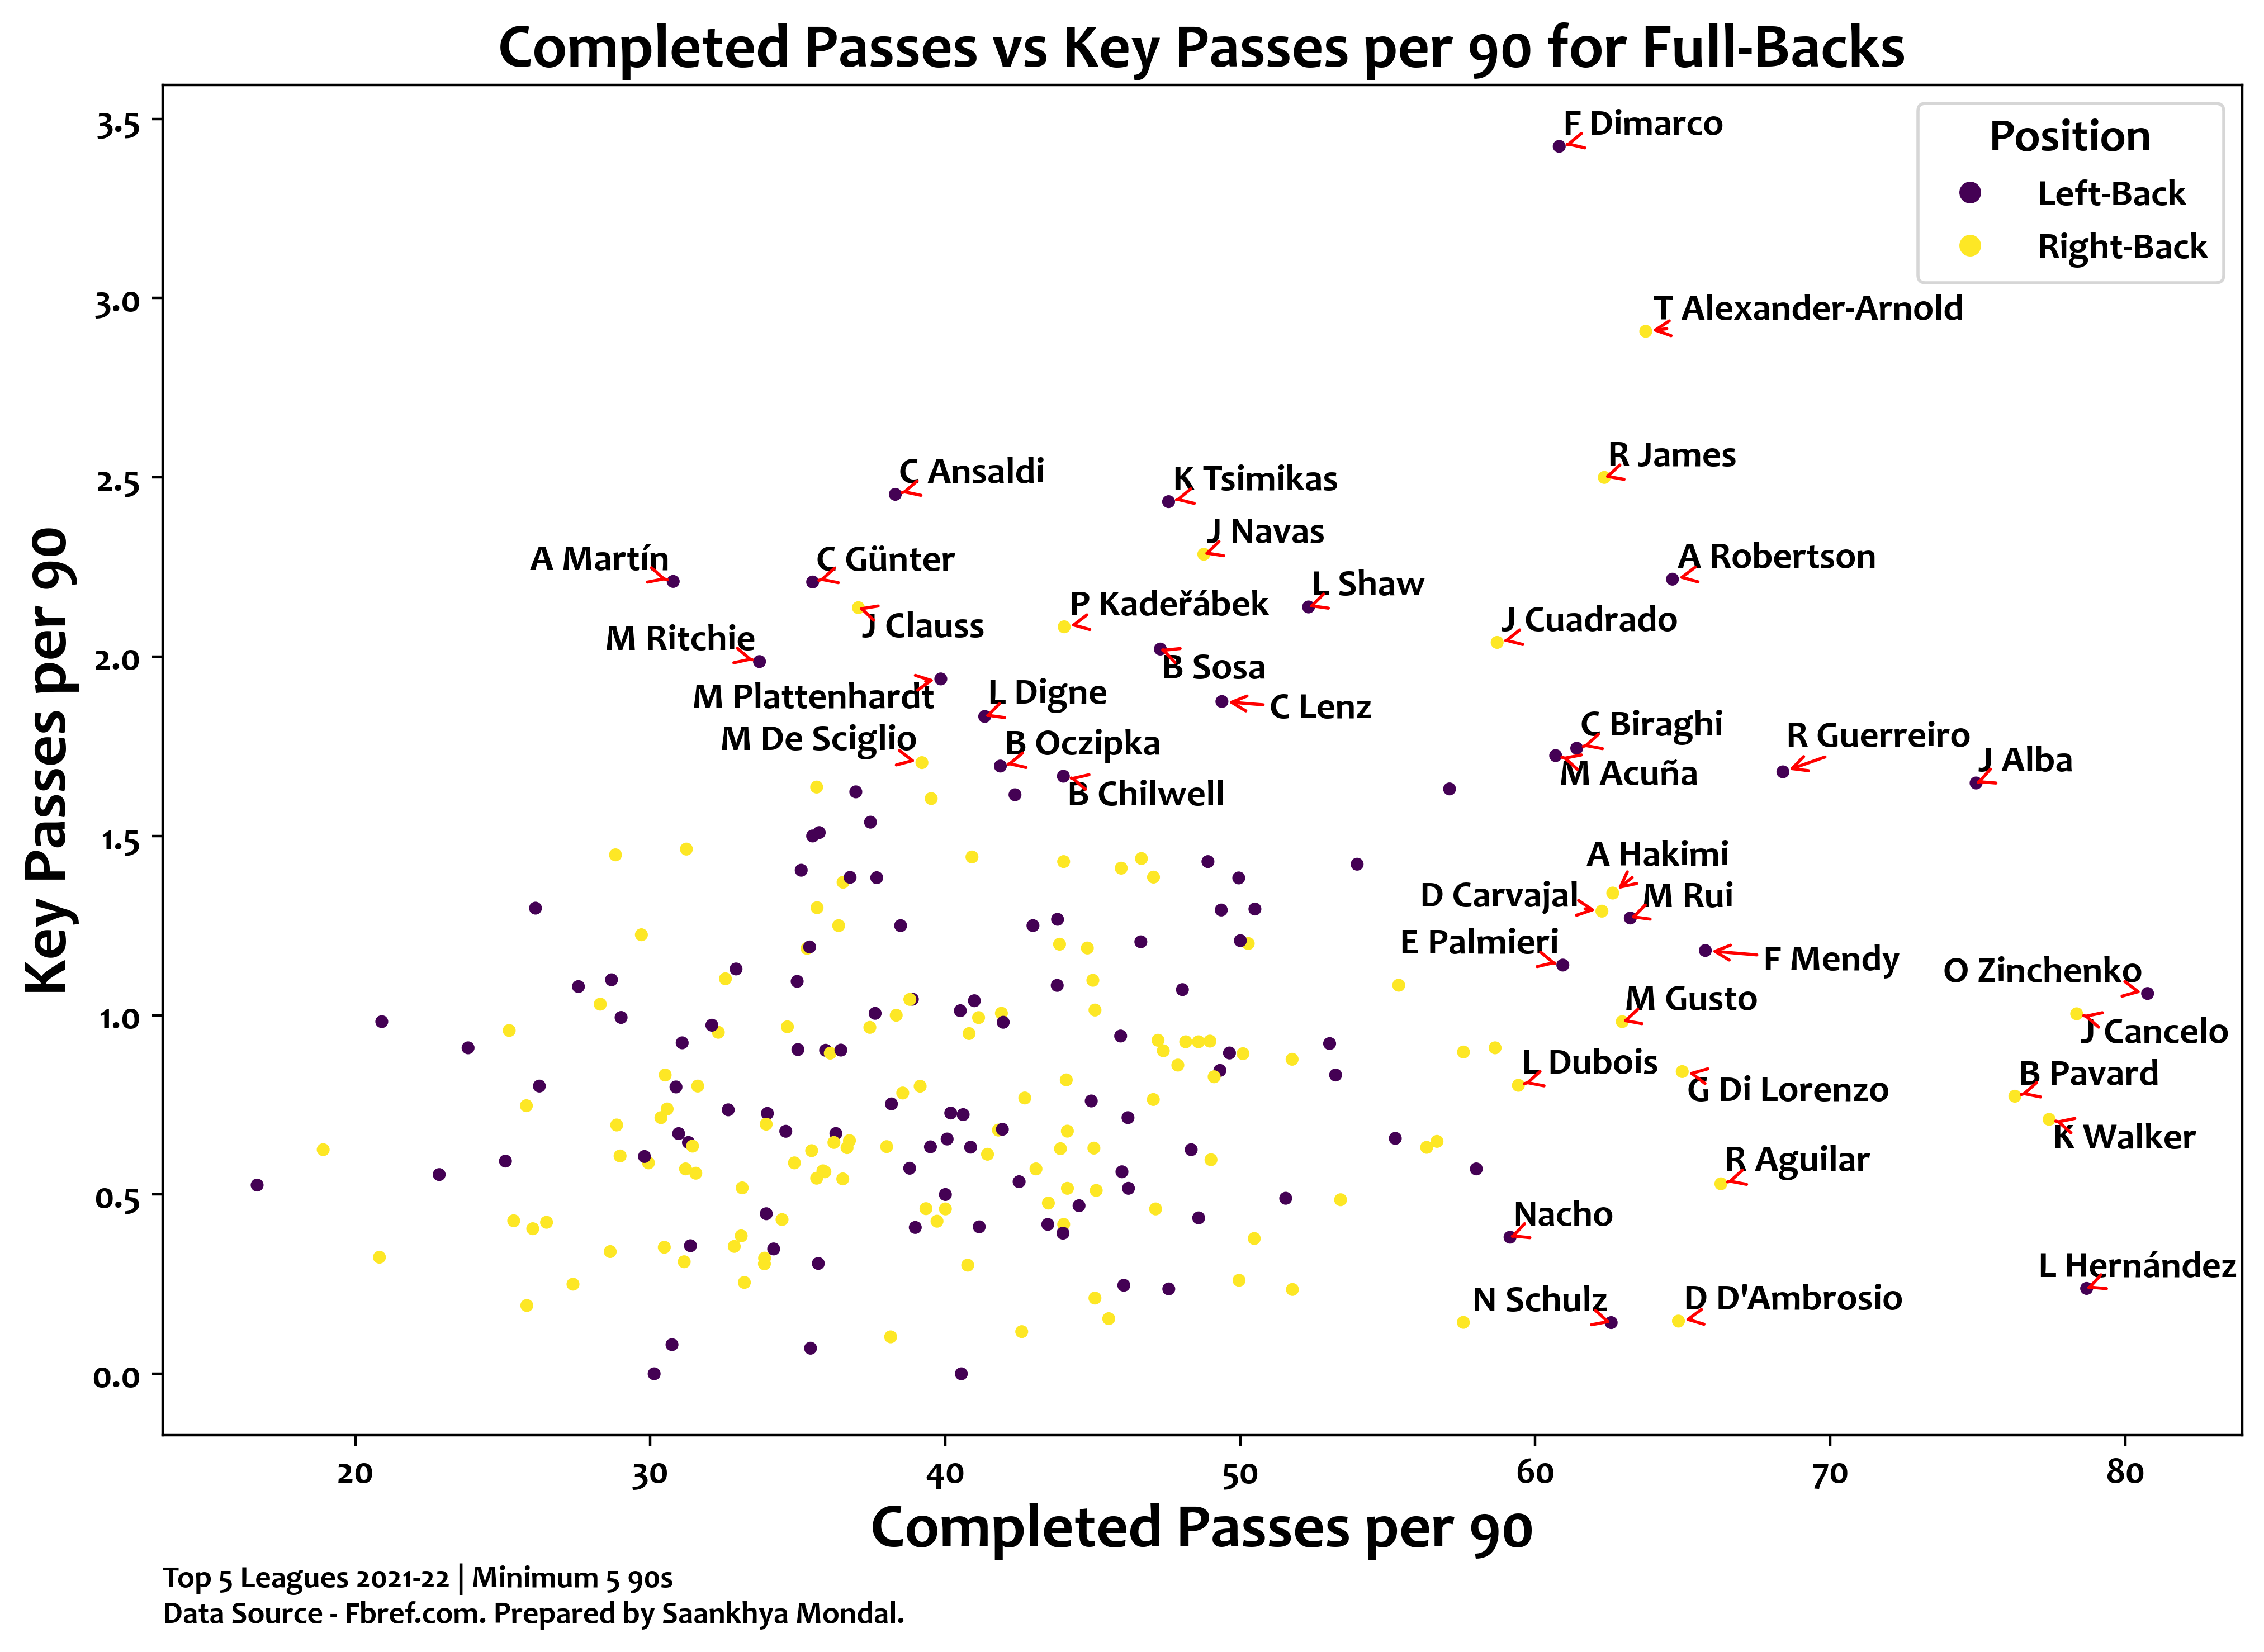 Completed Passes vs Key Passes per 90 for Full-Backs
Position
Left-Back
Right-Back
Key Passes per 90
3.5
3.0
2.5
2.0
1.5
1.0
0.5
0.0
F Dimarco
T Alexander-Arnold
R James
C Ansaldi
K Tsimikas
J Navas
A Martín
C Günter
A Robertson
L Shaw
P Kadeřábek
J Clauss
J Cuadrado
M Ritchie
B Sosa
M Plattenhardt
L Digne
C Lenz
M De Sciglio
B Oczipka
C Biraghi
R Guerreiro
J Alba
M Acuña
B Chilwell
A Hakimi
D Carvajal
M Rui
E Palmieri
F Mendy
O Zinchenko
M Gusto
J Cancelo
L Dubois
G Di Lorenzo
B Pavard
K Walker
R Aguilar
Nacho
L Hernández
N Schulz
D D'Ambrosio
20
30
40
50
60
70
80
Completed Passes per 90
Top 5 Leagues 2021-22 | Minimum 5 90s
Data Source - Fbref.com. Prepared by Saankhya Mondal.